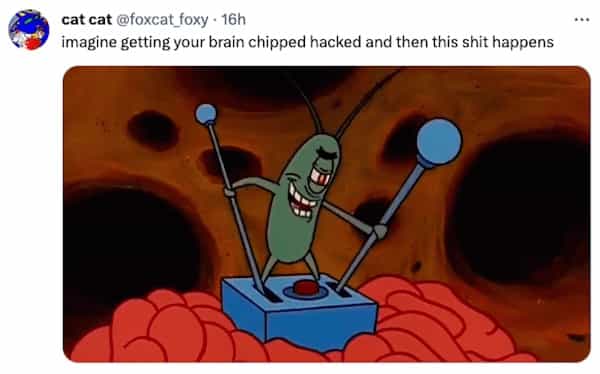 cat cat @foxcat_foxy · 16h
imagine getting your brain chipped hacked and then this shit happens